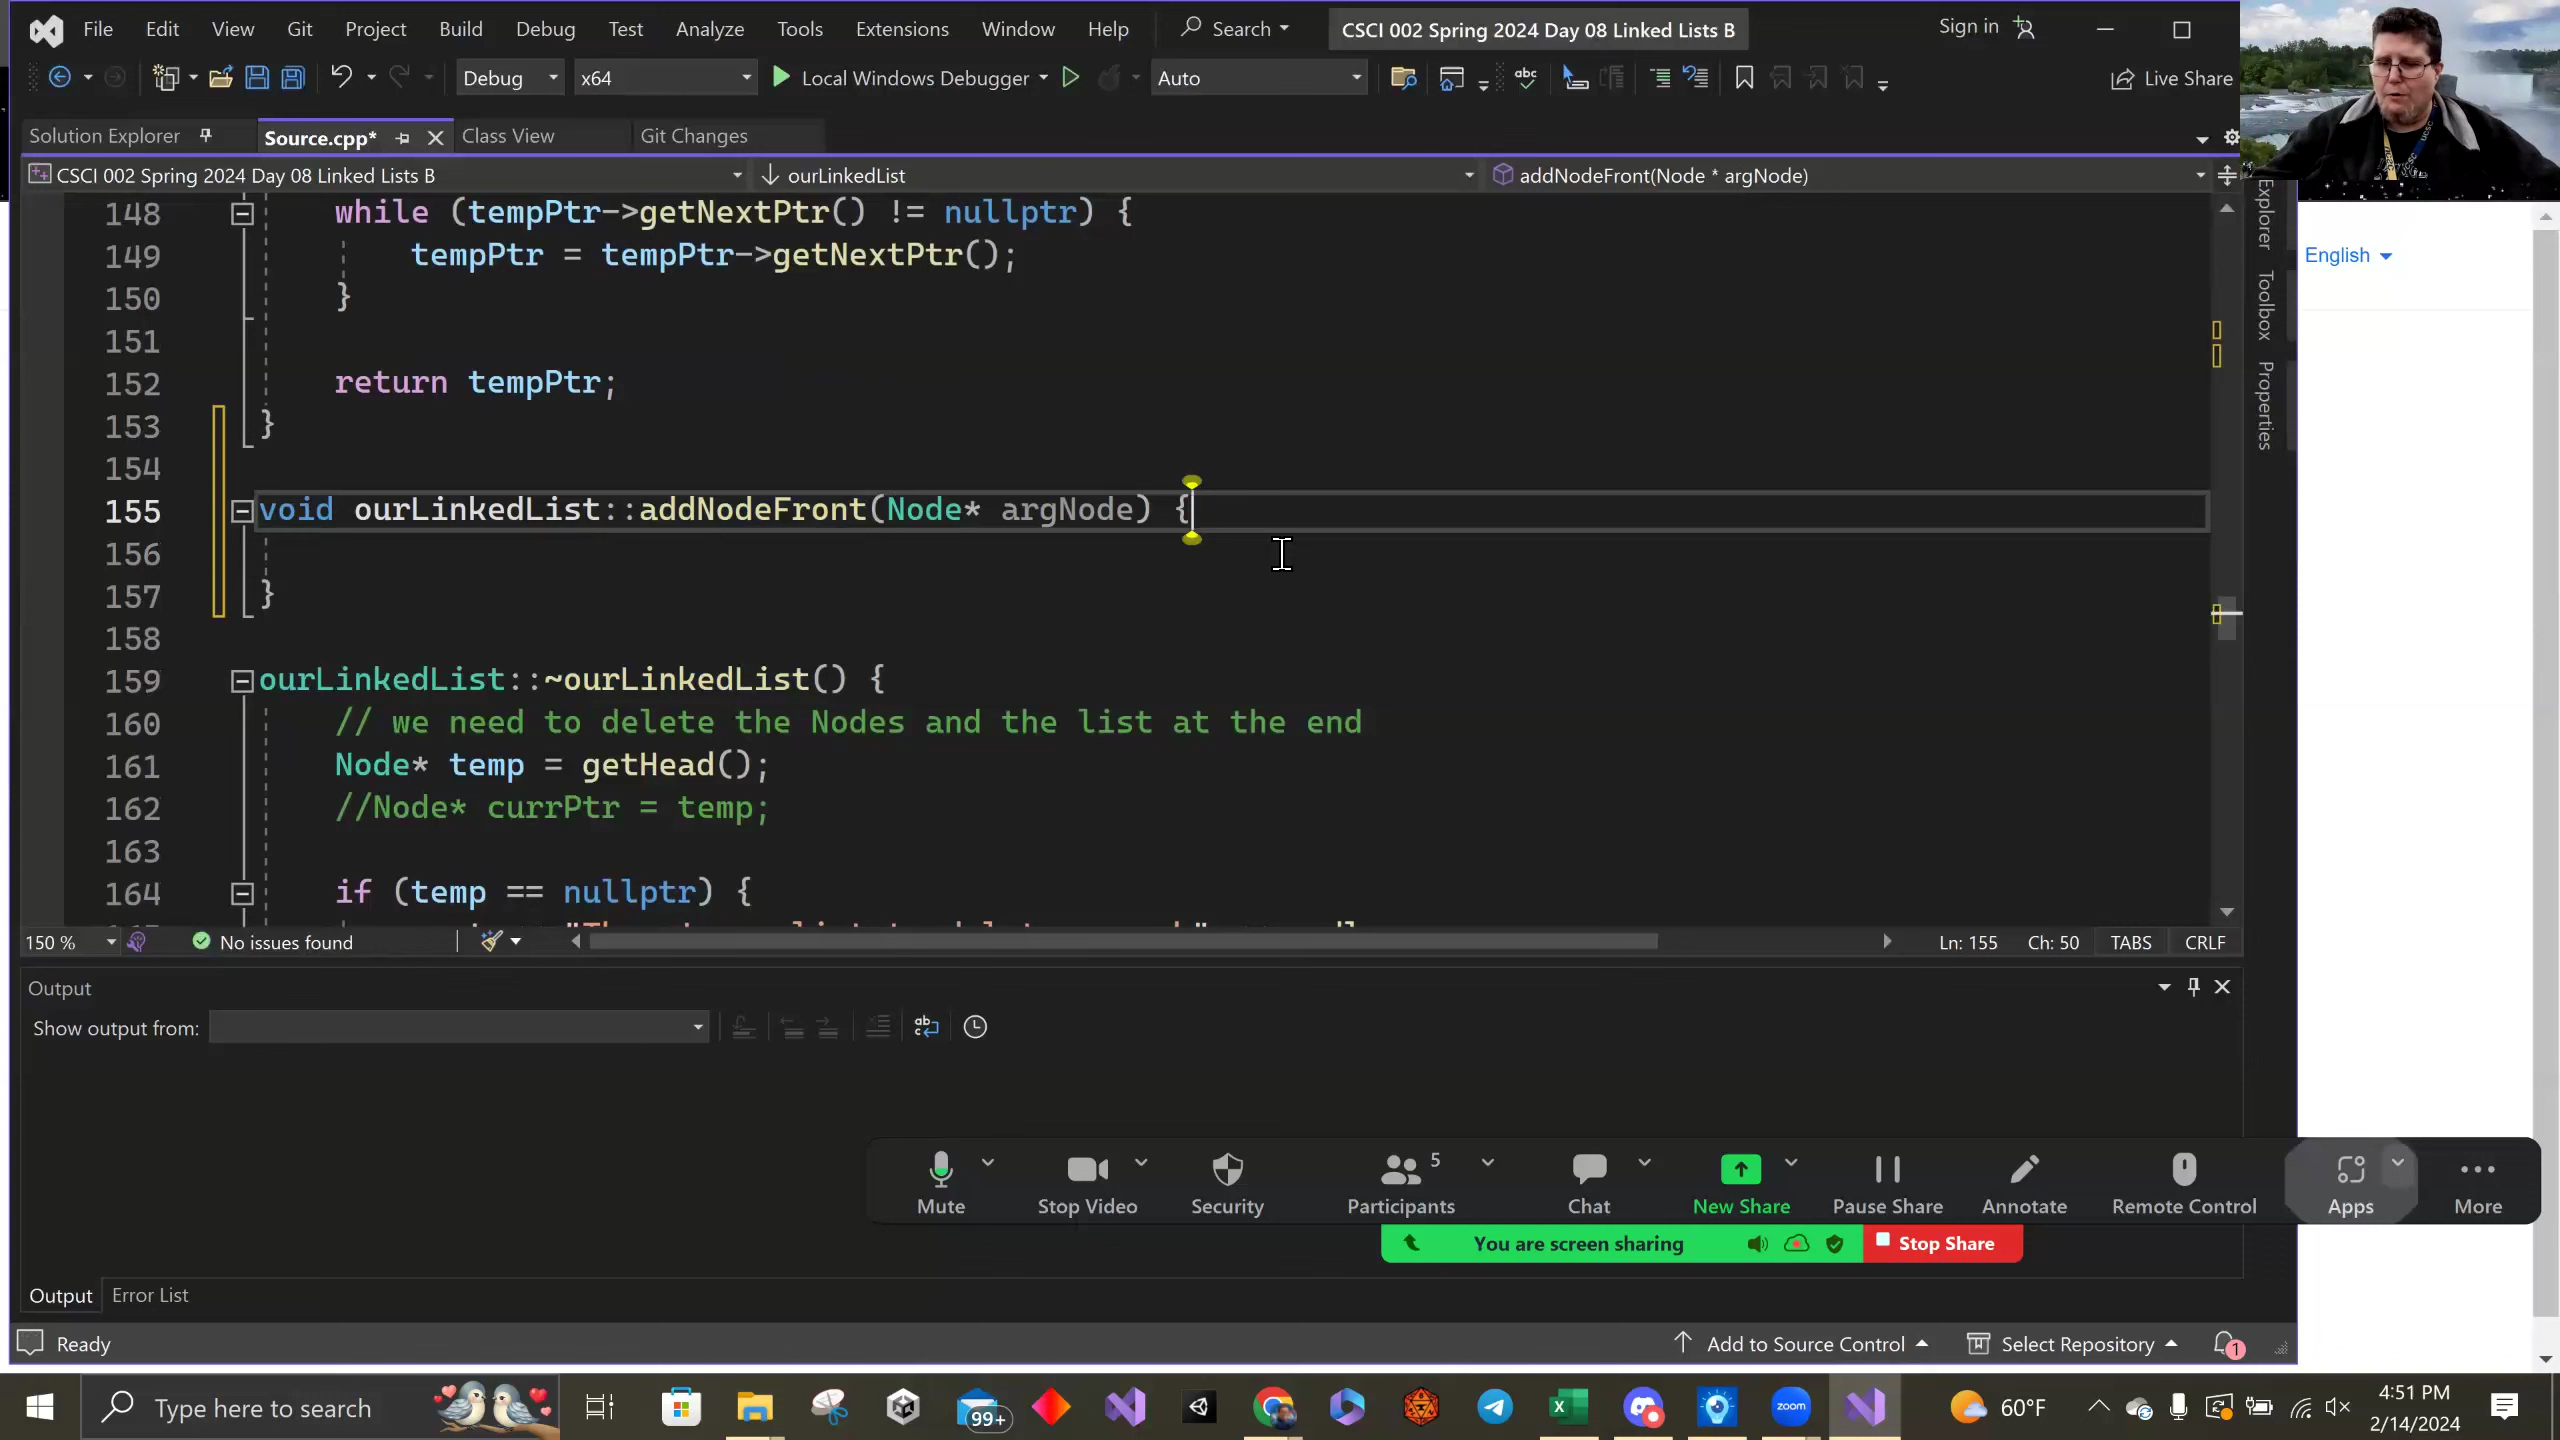 File Edit View Git Project Build Debug Test Analyze Tools Extensions Window Help Search CSCI 002 Spring 2024 Day 08 Linked Lists B Sign in
Debug x64 Local Windows Debugger Auto Live Share
Solution Explorer Source.cpp* Class View Git Changes
CSCI 002 Spring 2024 Day 08 Linked Lists B ourLinkedList addNodeFront(Node * argNode)
148 while (tempPtr->getNextPtr() != nullptr) {
149 tempPtr = tempPtr->getNextPtr();
150 }
151
152 return tempPtr;
153 }
154
155 void ourLinkedList::addNodeFront(Node* argNode) {
156
157 }
158
159 ourLinkedList::~ourLinkedList() {
160 // we need to delete the Nodes and the list at the end
161 Node* temp = getHead();
162 //Node* currPtr = temp;
163
164 if (temp == nullptr) {
Explorer
Toolbox
Properties
English
150 % No issues found Ln: 155 Ch: 50 TABS CRLF
Output
Show output from:
Mute Stop Video Security Participants 5 Chat New Share Pause Share Annotate Remote Control Apps More
You are screen sharing Stop Share
Output Error List
Ready Add to Source Control Select Repository 1
Type here to search 99+ zoom 60°F 4:51 PM
2/14/2024